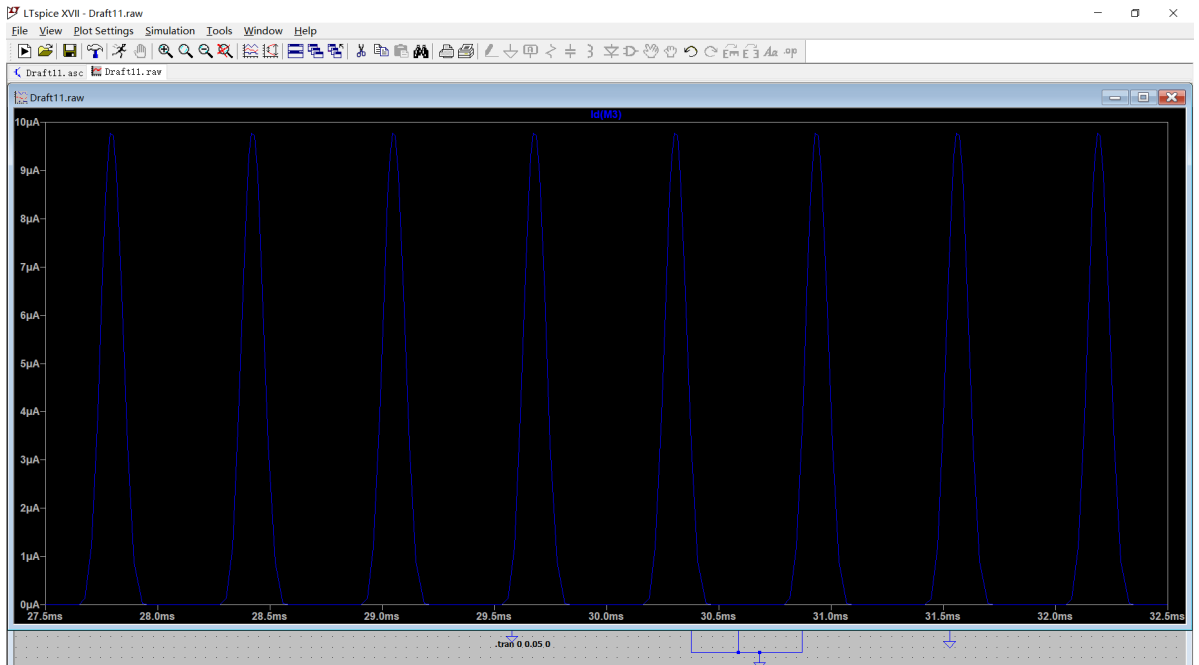 LTspice XVII - Draft11.raw
File View Plot Settings Simulation Tools Window Help
Draft11.asc Draft11.raw
Draft11.raw
Id(M3)
10µA
9µA
8µA
7µA
6µA
5µA
4µA
3µA
2µA
1µA
0µA
27.5ms 28.0ms 28.5ms 29.0ms 29.5ms 30.0ms 30.5ms 31.0ms 31.5ms 32.0ms 32.5ms
.tran 0 0.05 0